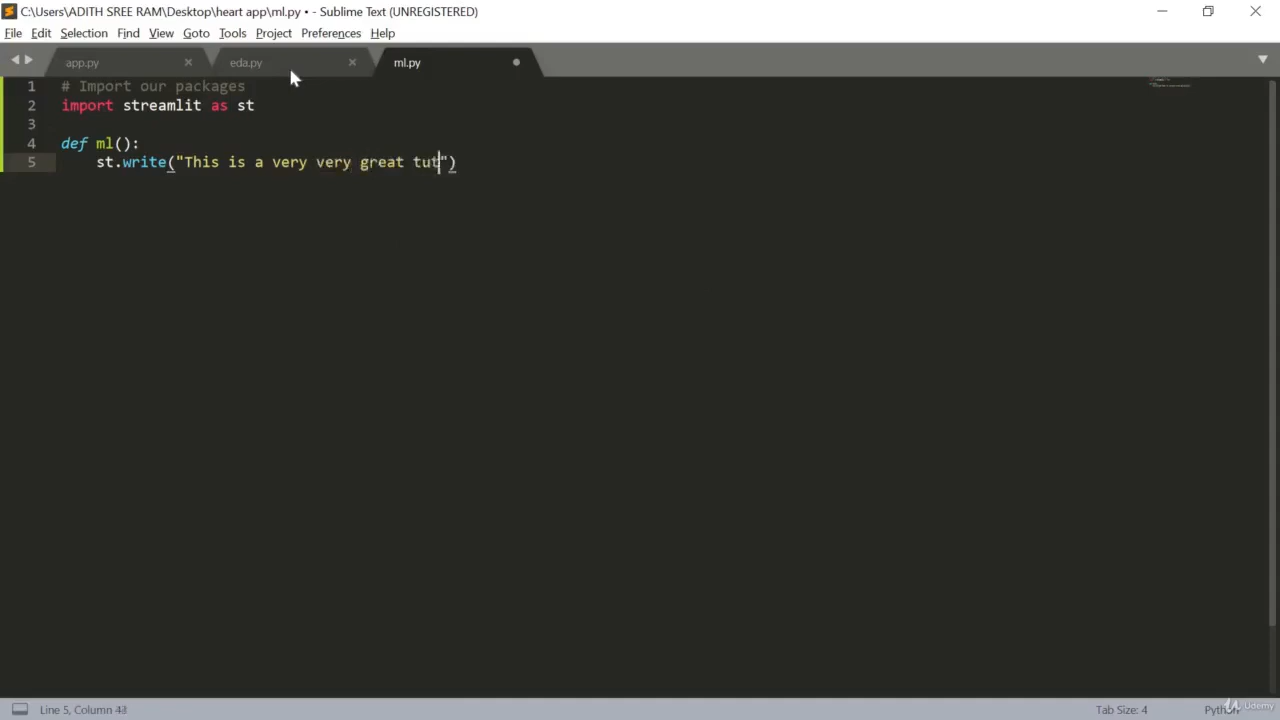 C:\Users\ADITH SREE RAM\Desktop\heart app\ml.py • - Sublime Text (UNREGISTERED)
File Edit Selection Find View Goto Tools Project Preferences Help
app.py eda.py ml.py
1 # Import our packages
2 import streamlit as st
3
4 def ml():
5 st.write("This is a very very great tut")
Line 5, Column 43 Tab Size: 4 Python
Udemy